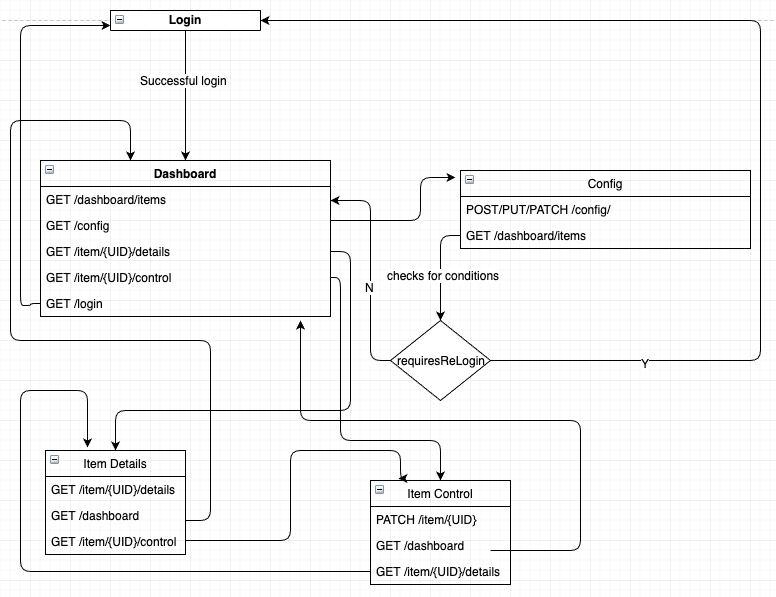 Login
Successful login
Dashboard
GET /dashboard/items
GET /config
GET /item/{UID}/details
GET /item/{UID}/control
GET /login
Config
POST/PUT/PATCH /config/
GET /dashboard/items
checks for conditions
N
requiresReLogin
Y
Item Details
GET /item/{UID}/details
GET /dashboard
GET /item/{UID}/control
Item Control
PATCH /item/{UID}
GET /dashboard
GET /item/{UID}/details